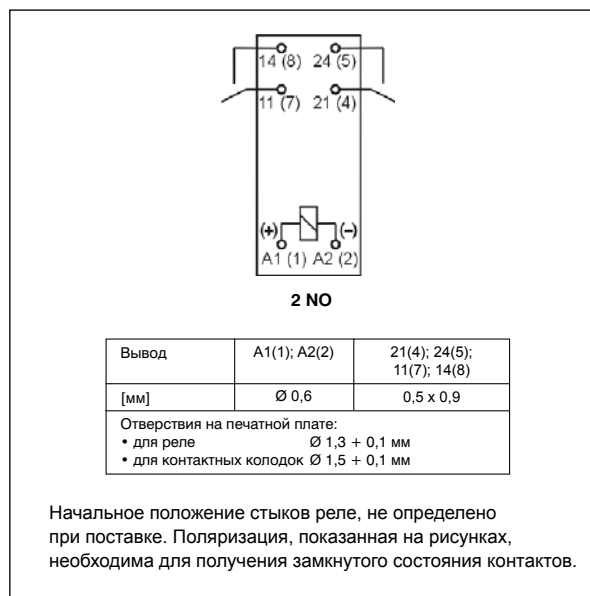 14 (8) 24 (5)
11 (7) 21 (4)
(+) (-)
A1 (1) A2 (2)
2 NO
Вывод A1(1); A2(2) 21(4); 24(5);
11(7); 14(8)
[мм] Ø 0,6 0,5 x 0,9
Отверстия на печатной плате:
• для реле Ø 1,3 + 0,1 мм
• для контактных колодок Ø 1,5 + 0,1 мм
Начальное положение стыков реле, не определено
при поставке. Поляризация, показанная на рисунках,
необходима для получения замкнутого состояния контактов.